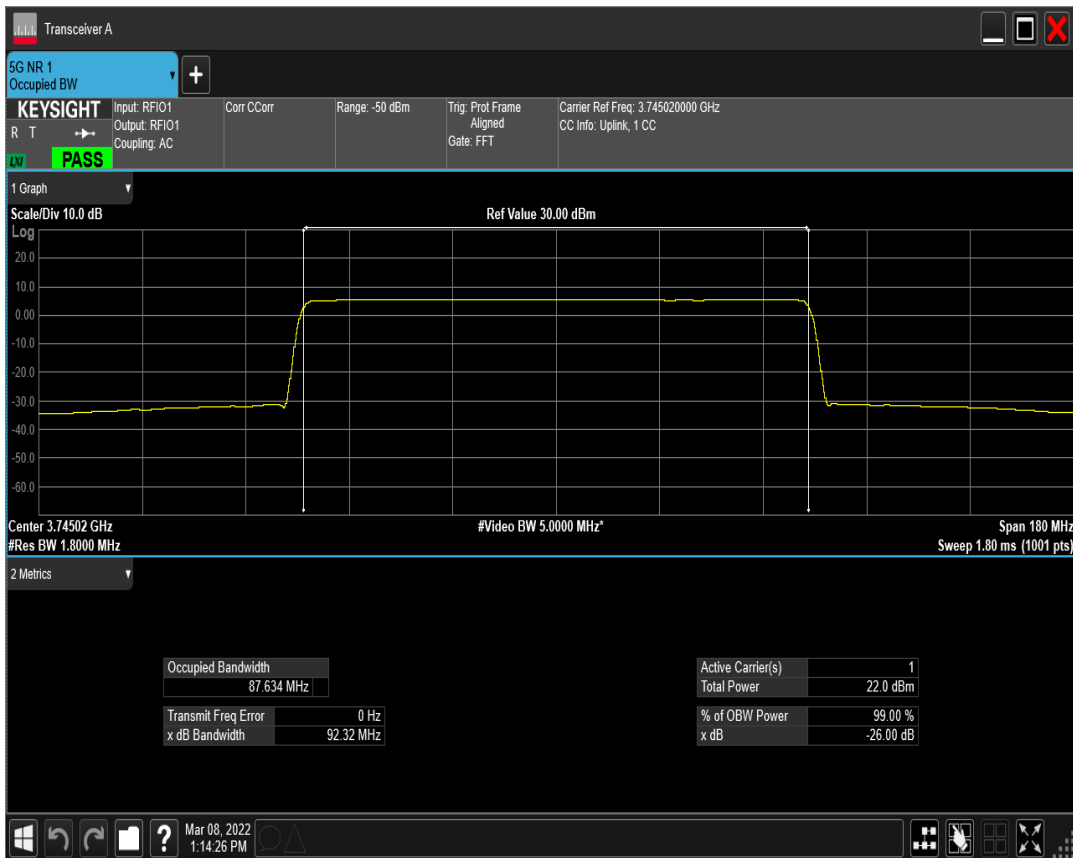 Transceiver A
5G NR 1
Occupied BW
+
KEYSIGHT
Input: RFIO1
Output: RFIO1
Coupling: AC
R T
LXI
PASS
Corr CCorr
Range: -50 dBm
Trig: Prot Frame
Aligned
Gate: FFT
Carrier Ref Freq: 3.745020000 GHz
CC Info: Uplink, 1 CC
1 Graph
Scale/Div 10.0 dB
Ref Value 30.00 dBm
Log
20.0
10.0
0.00
-10.0
-20.0
-30.0
-40.0
-50.0
-60.0
Center 3.74502 GHz
#Video BW 5.0000 MHz*
Span 180 MHz
#Res BW 1.8000 MHz
Sweep 1.80 ms (1001 pts)
2 Metrics
Occupied Bandwidth
87.634 MHz
Transmit Freq Error 0 Hz
x dB Bandwidth 92.32 MHz
Active Carrier(s) 1
Total Power 22.0 dBm
% of OBW Power 99.00 %
x dB -26.00 dB
?
Mar 08, 2022
1:14:26 PM